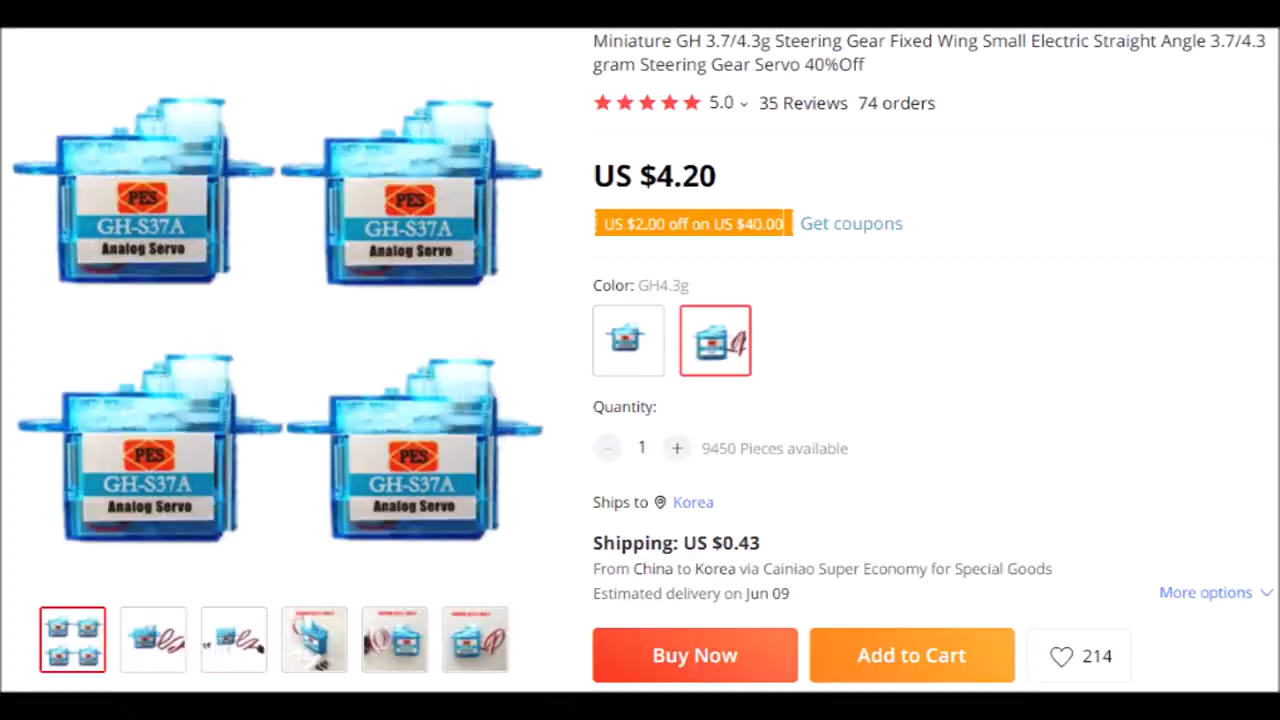 Miniature GH 3.7/4.3g Steering Gear Fixed Wing Small Electric Straight Angle 3.7/4.3
gram Steering Gear Servo 40%Off
5.0 35 Reviews 74 orders
US $4.20
US $2.00 off on US $40.00 Get coupons
Color: GH4.3g
Quantity:
1 + 9450 Pieces available
Ships to Korea
Shipping: US $0.43
From China to Korea via Cainiao Super Economy for Special Goods
Estimated delivery on Jun 09
More options
Buy Now
Add to Cart
214
PES
GH-S37A
Analog Servo
PES
GH-S37A
Analog Servo
PES
GH-S37A
Analog Servo
PES
GH-S37A
Analog Servo